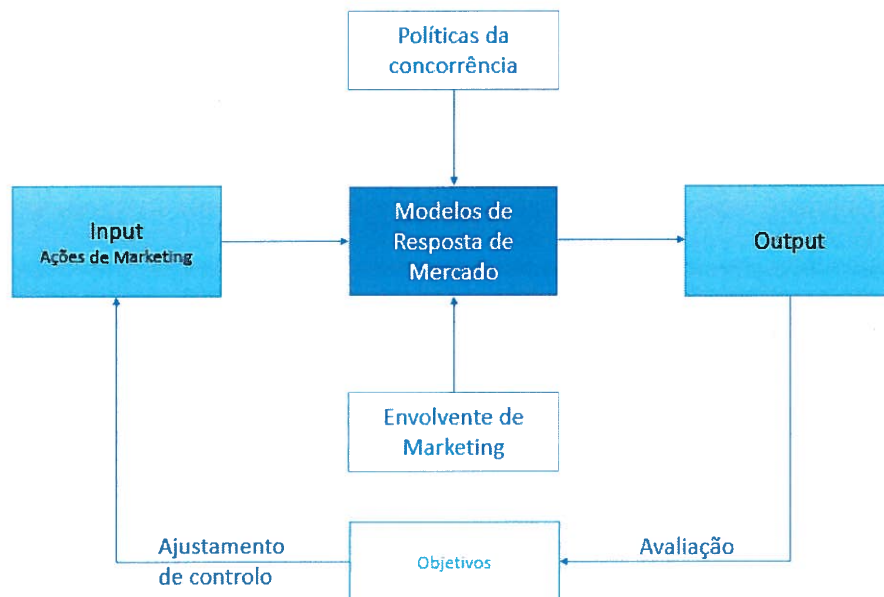 Políticas da
concorrência
Input
Ações de Marketing
Modelos de
Resposta de
Mercado
Output
Envolvente de
Marketing
Ajustamento
de controlo
Objetivos
Avaliação